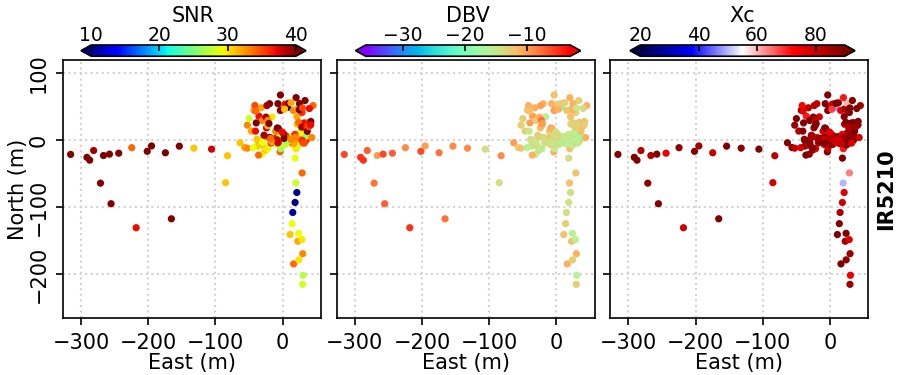 SNR
DBV
Xc
10 20 30 40
−30 −20 −10
20 40 60 80
100
0
−100
−200
North (m)
IR5210
−300 −200 −100 0
−300 −200 −100 0
−300 −200 −100 0
East (m)
East (m)
East (m)